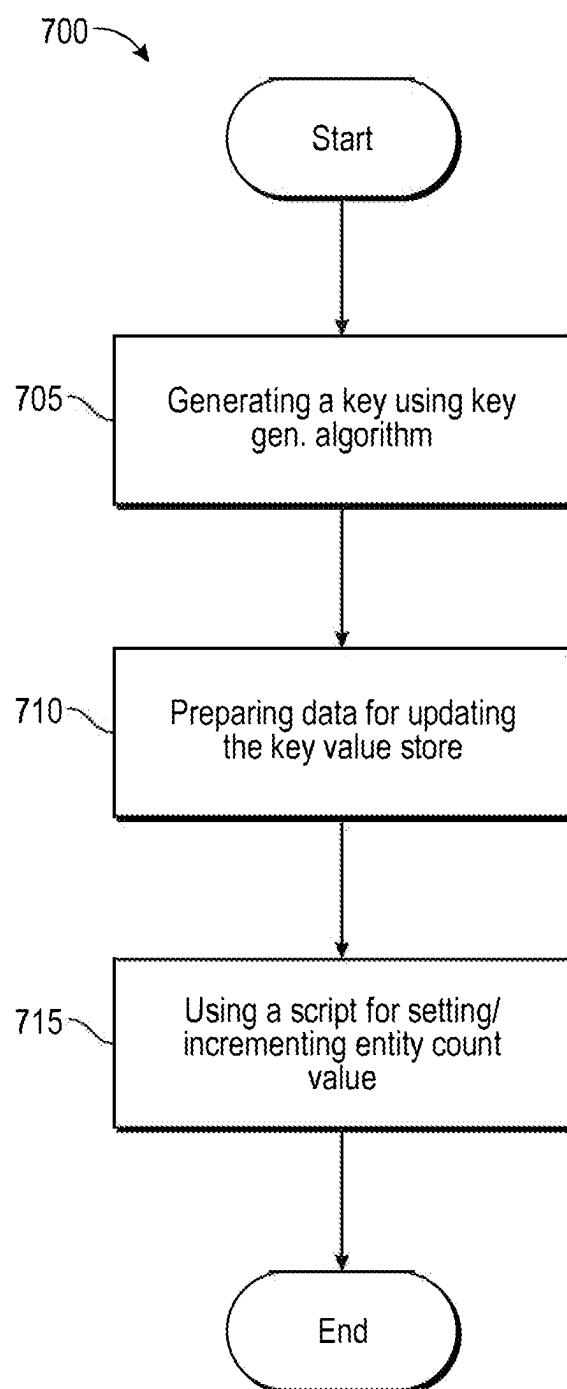 700
Start
705
Generating a key using key
gen. algorithm
710
Preparing data for updating
the key value store
715
Using a script for setting/
incrementing entity count
value
End